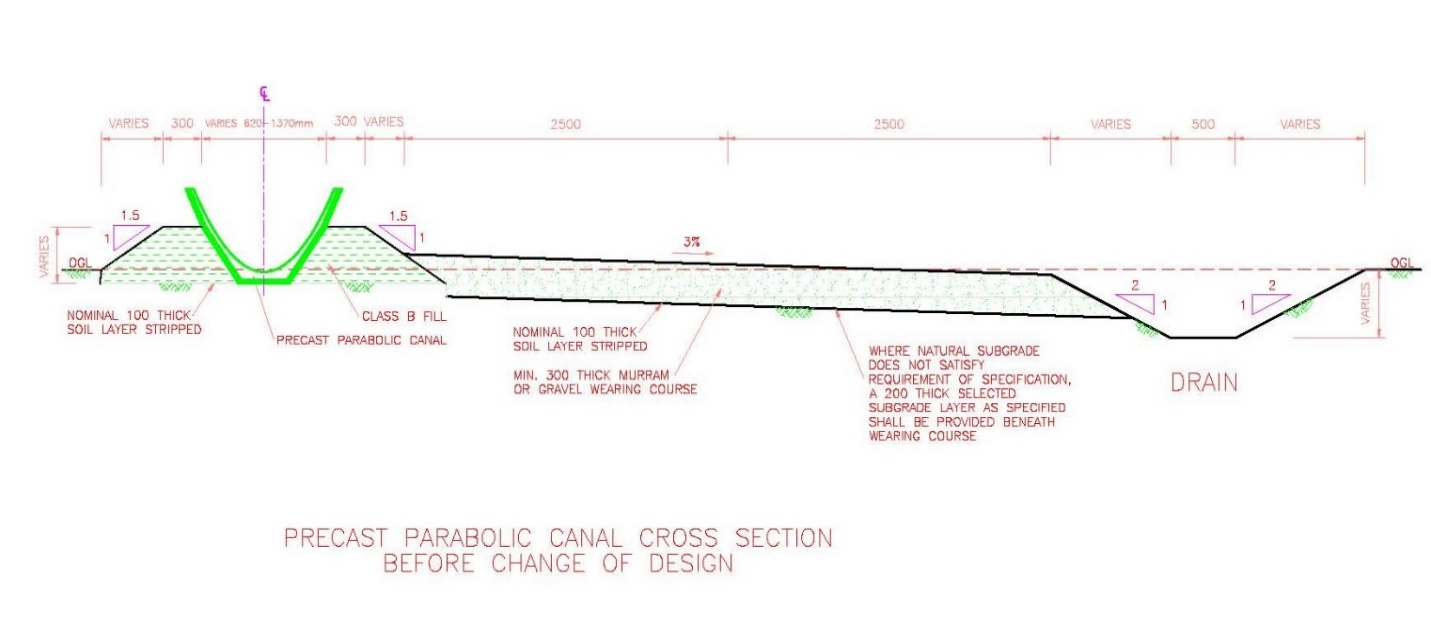 ℄
VARIES 300 VARIES 620-1370mm 300 VARIES 2500 2500 VARIES 500 VARIES
1.5
1
1.5
1
3%
VARIES
OGL
OGL
2
1
2
1
VARIES
NOMINAL 100 THICK
SOIL LAYER STRIPPED
CLASS B FILL
PRECAST PARABOLIC CANAL
NOMINAL 100 THICK
SOIL LAYER STRIPPED
MIN. 300 THICK MURRAM
OR GRAVEL WEARING COURSE
WHERE NATURAL SUBGRADE
DOES NOT SATISFY
REQUIREMENT OF SPECIFICATION,
A 200 THICK SELECTED
SUBGRADE LAYER AS SPECIFIED
SHALL BE PROVIDED BENEATH
WEARING COURSE
DRAIN
PRECAST PARABOLIC CANAL CROSS SECTION
BEFORE CHANGE OF DESIGN